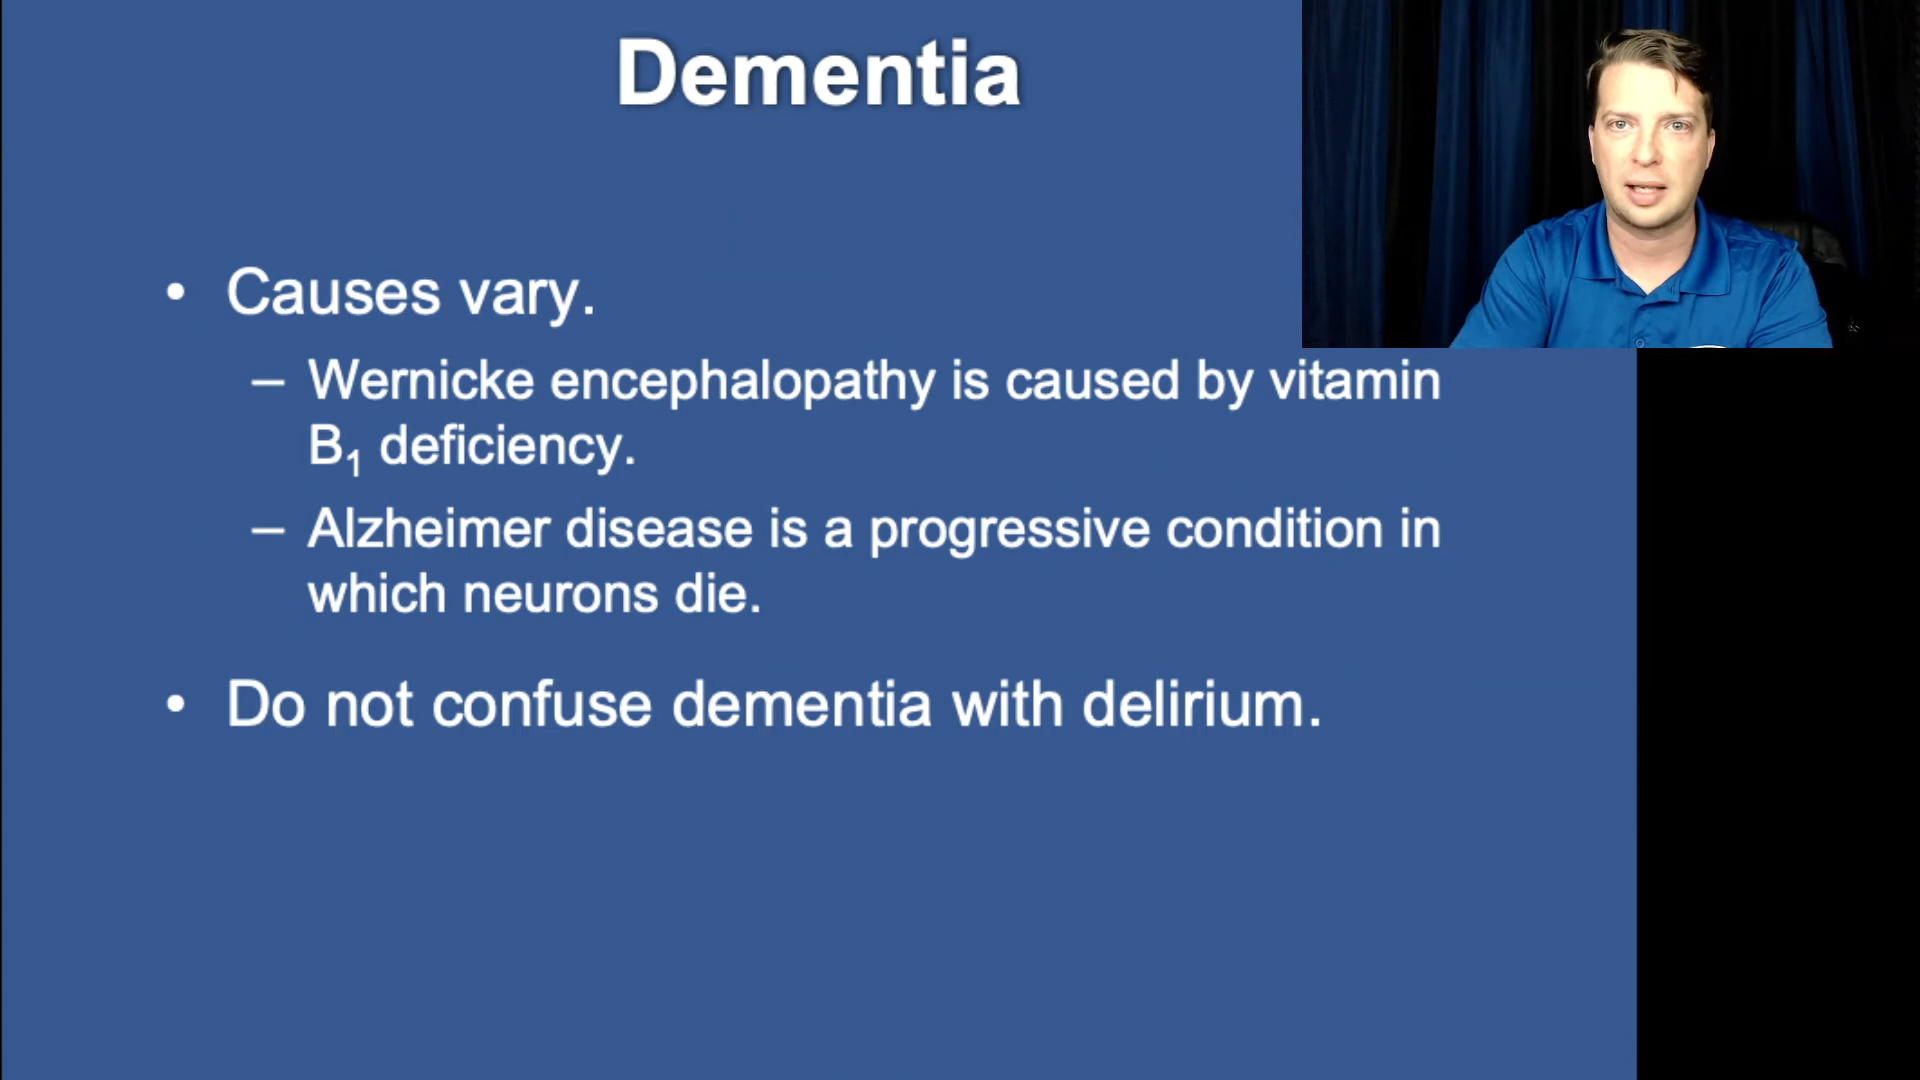 Dementia
• Causes vary.
– Wernicke encephalopathy is caused by vitamin
B₁ deficiency.
– Alzheimer disease is a progressive condition in
which neurons die.
• Do not confuse dementia with delirium.